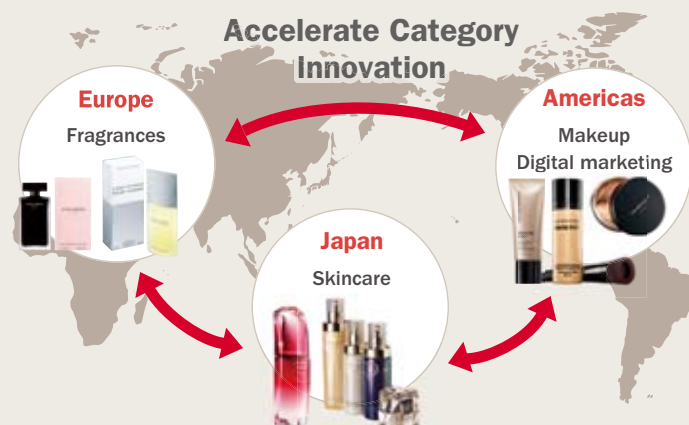 Accelerate Category
Innovation
Europe
Fragrances
Americas
Makeup
Digital marketing
Japan
Skincare